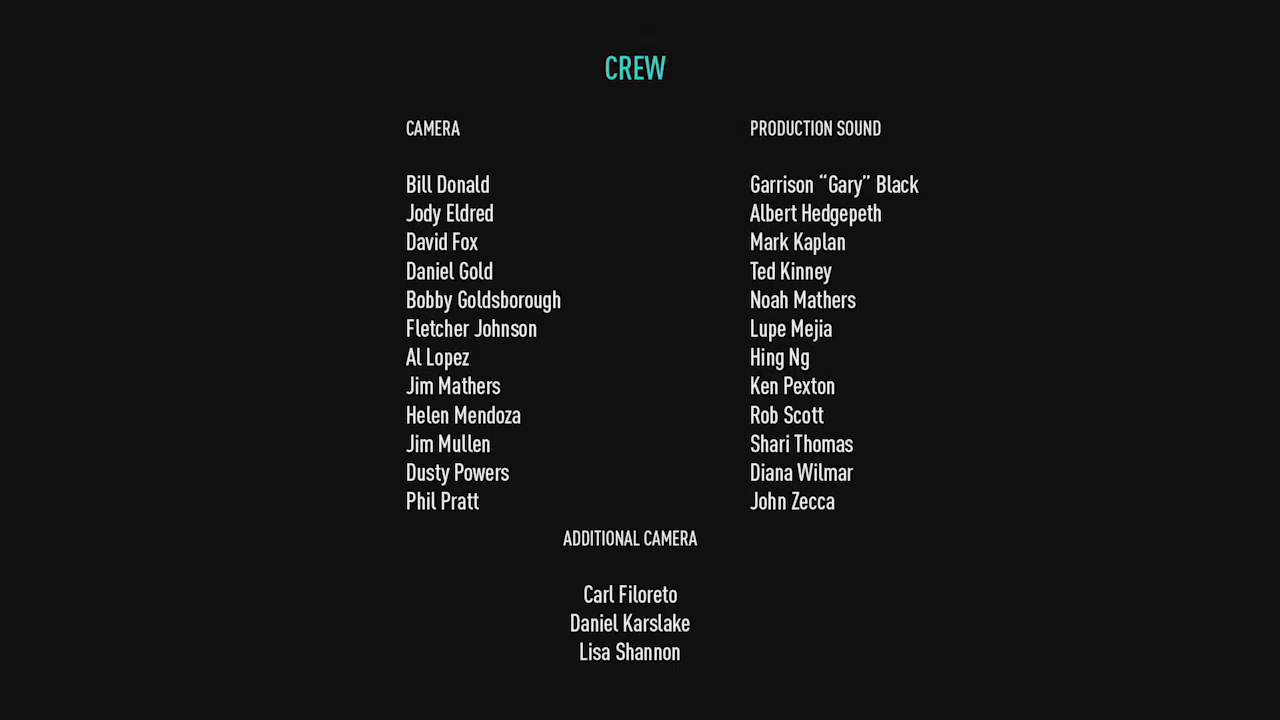 CREW
CAMERA
Bill Donald
Jody Eldred
David Fox
Daniel Gold
Bobby Goldsborough
Fletcher Johnson
Al Lopez
Jim Mathers
Helen Mendoza
Jim Mullen
Dusty Powers
Phil Pratt
PRODUCTION SOUND
Garrison “Gary” Black
Albert Hedgepeth
Mark Kaplan
Ted Kinney
Noah Mathers
Lupe Mejia
Hing Ng
Ken Pexton
Rob Scott
Shari Thomas
Diana Wilmar
John Zecca
ADDITIONAL CAMERA
Carl Filoreto
Daniel Karslake
Lisa Shannon